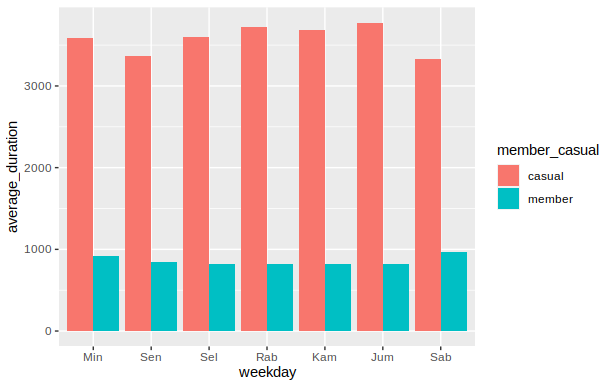 average_duration
3000
2000
1000
0
Min Sen Sel Rab Kam Jum Sab
weekday
member_casual
casual
member